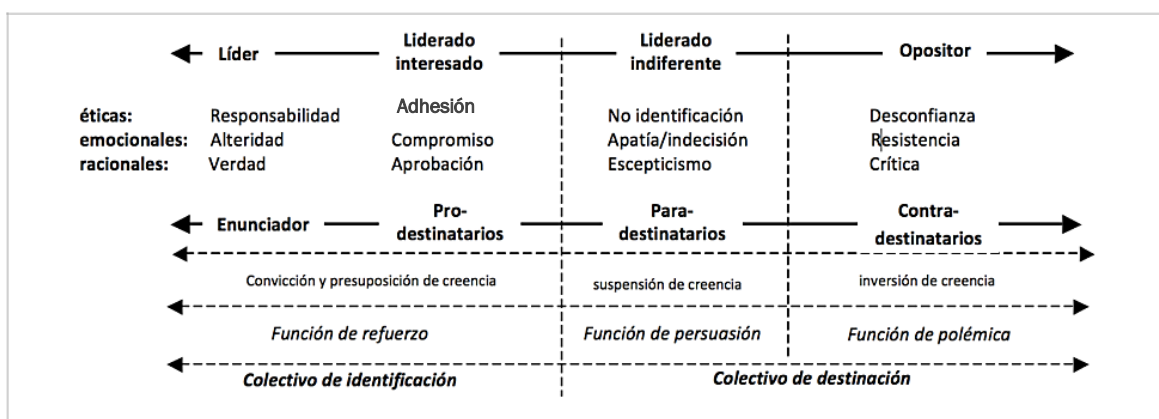 Líder Liderado interesado Liderado indiferente Opositor
éticas: Responsabilidad Adhesión No identificación Desconfianza
emocionales: Alteridad Compromiso Apatía/indecisión Resistencia
racionales: Verdad Aprobación Escepticismo Crítica
Enunciador Pro-destinatarios Para-destinatarios Contra-destinatarios
Convicción y presuposición de creencia suspensión de creencia inversión de creencia
Función de refuerzo Función de persuasión Función de polémica
Colectivo de identificación Colectivo de destinación